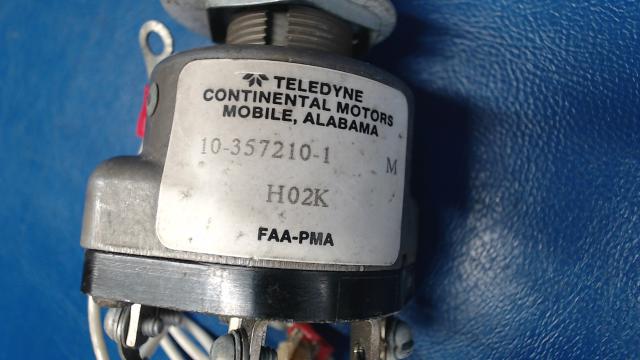 TELEDYNE
CONTINENTAL MOTORS
MOBILE, ALABAMA
10-357210-1 M
H02K
FAA-PMA